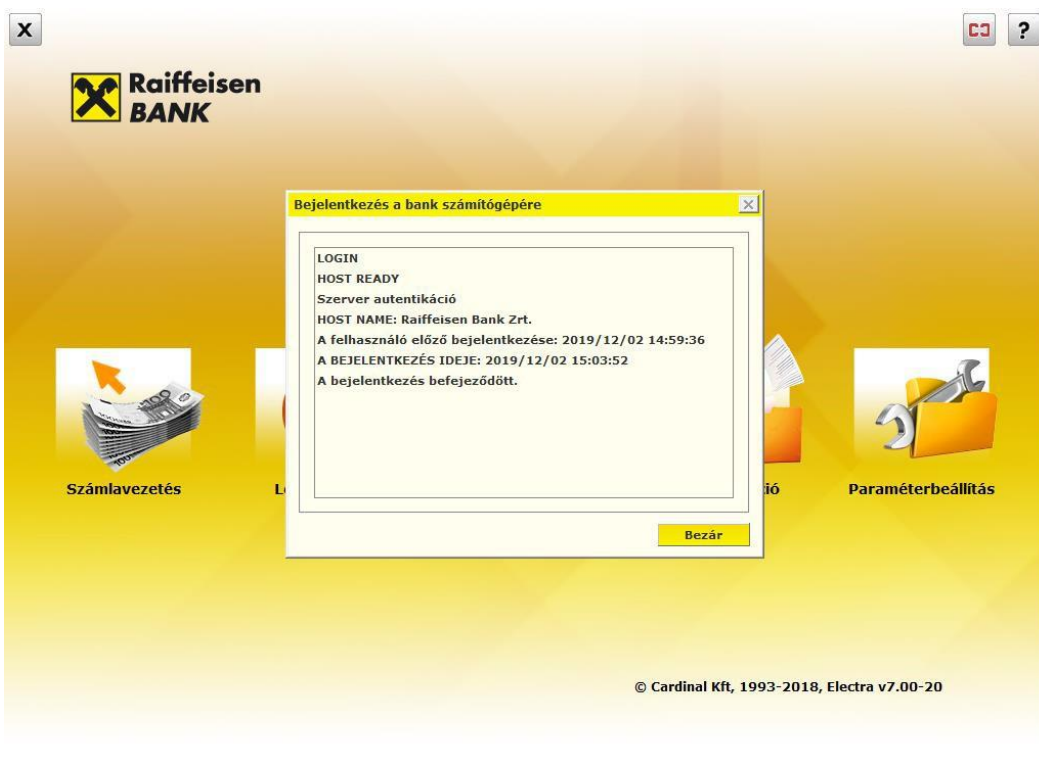 X
?
Raiffeisen
BANK
Bejelentkezés a bank számítógépére
LOGIN
HOST READY
Szerver autentikáció
HOST NAME: Raiffeisen Bank Zrt.
A felhasználó előző bejelentkezése: 2019/12/02 14:59:36
A BEJELENTKEZÉS IDEJE: 2019/12/02 15:03:52
A bejelentkezés befejeződött.
Bezár
Számlavezetés
Paraméterbeállítás
© Cardinal Kft, 1993-2018, Electra v7.00-20